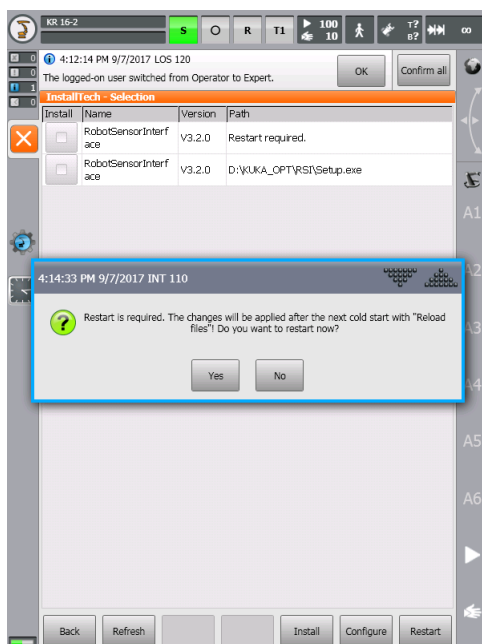 KR 16-2
S
O
R
T1
100
10
T?
B?
∞
0
0
1
0
4:12:14 PM 9/7/2017 LOS 120
The logged-on user switched from Operator to Expert.
OK
Confirm all
InstallTech - Selection
Install Name Version Path
RobotSensorInterf
ace
V3.2.0
Restart required.
RobotSensorInterf
ace
V3.2.0
D:\KUKA_OPT\RSI\Setup.exe
4:14:33 PM 9/7/2017 INT 110
Restart is required. The changes will be applied after the next cold start with "Reload
files"! Do you want to restart now?
Yes
No
A1
A2
A3
A4
A5
A6
Back
Refresh
Install
Configure
Restart